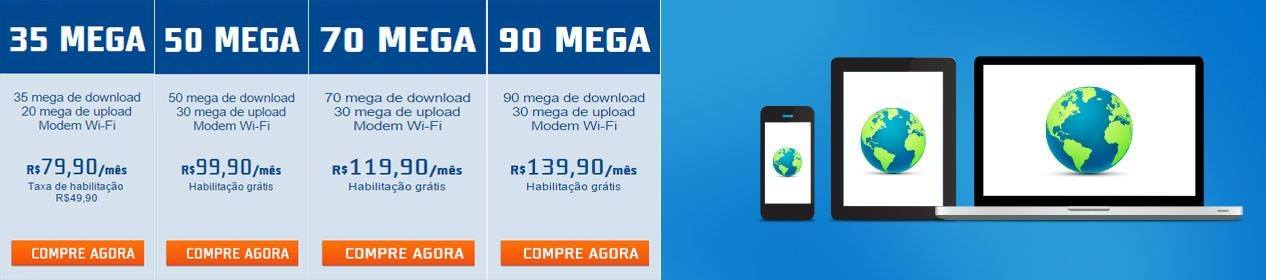 35 MEGA
35 mega de download
20 mega de upload
Modem Wi-Fi
R$79,90/mês
Taxa de habilitação
R$49,90
COMPRE AGORA
50 MEGA
50 mega de download
30 mega de upload
Modem Wi-Fi
R$99,90/mês
Habilitação grátis
COMPRE AGORA
70 MEGA
70 mega de download
30 mega de upload
Modem Wi-Fi
R$119,90/mês
Habilitação grátis
COMPRE AGORA
90 MEGA
90 mega de download
30 mega de upload
Modem Wi-Fi
R$139,90/mês
Habilitação grátis
COMPRE AGORA